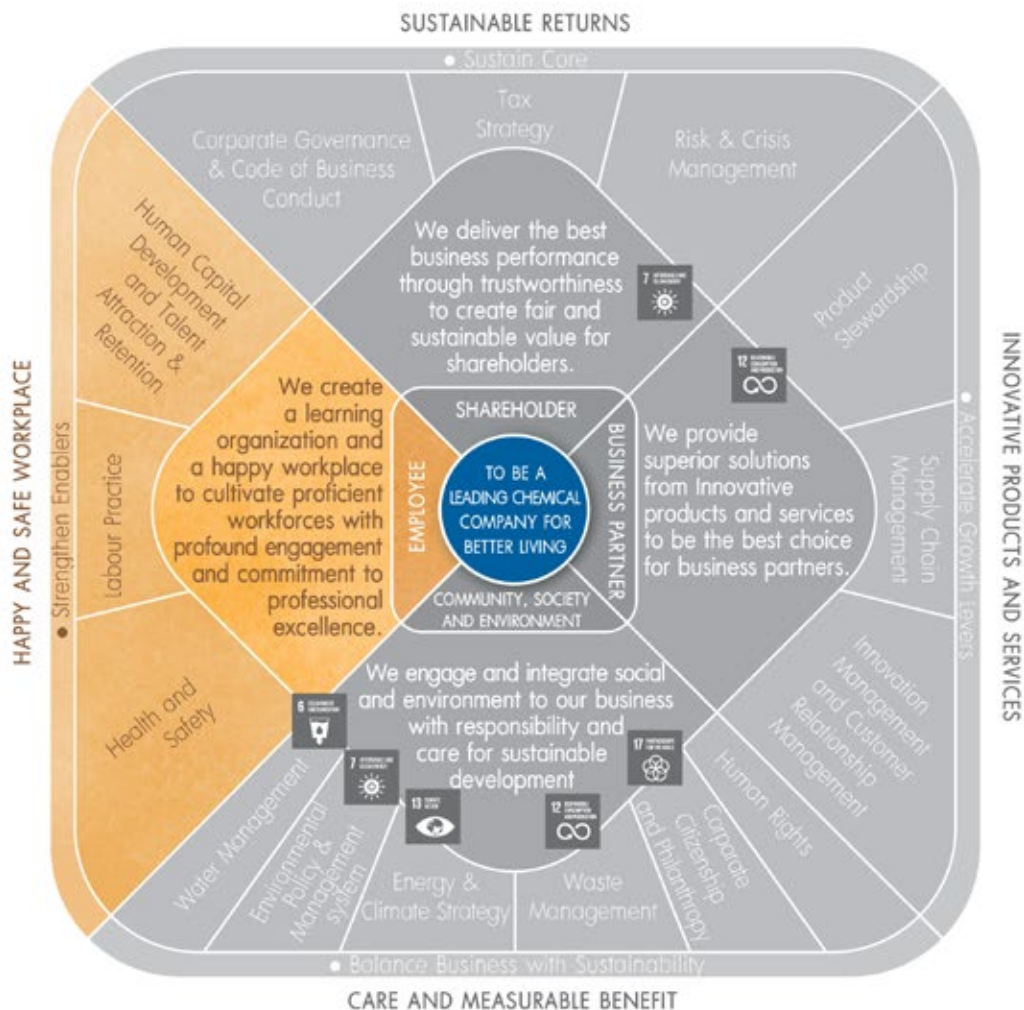 SUSTAINABLE RETURNS
• Sustain Core
Corporate Governance
& Code of Business
Conduct
Tax
Strategy
Risk & Crisis
Management
We deliver the best
business performance
through trustworthiness
to create fair and
sustainable value for
shareholders.
7
HAPPY AND SAFE WORKPLACE
• Strengthen Enablers
Human Capital
Development
and Talent
Attraction &
Retention
Labour Practice
Health and
Safety
We create
a learning
organization and
a happy workplace
to cultivate proficient
workforces with
profound engagement
and commitment to
professional
excellence.
SHAREHOLDER
EMPLOYEE
TO BE A
LEADING CHEMICAL
COMPANY FOR
BETTER LIVING
BUSINESS PARTNER
COMMUNITY, SOCIETY
AND ENVIRONMENT
12
We provide
superior solutions
from Innovative
products and services
to be the best choice
for business partners.
Product
Stewardship
Supply Chain
Management
Innovation
Management
and Customer
Relationship
Management
• Accelerate Growth Levers
INNOVATIVE PRODUCTS AND SERVICES
We engage and integrate social
and environment to our business
with responsibility and
care for sustainable
development
6
7
13
12
17
Water Management
Environmental
Policy &
Management
system
Energy &
Climate Strategy
Waste
Management
Corporate
Citizenship
and Philanthropy
Human Rights
• Balance Business with Sustainability
CARE AND MEASURABLE BENEFIT